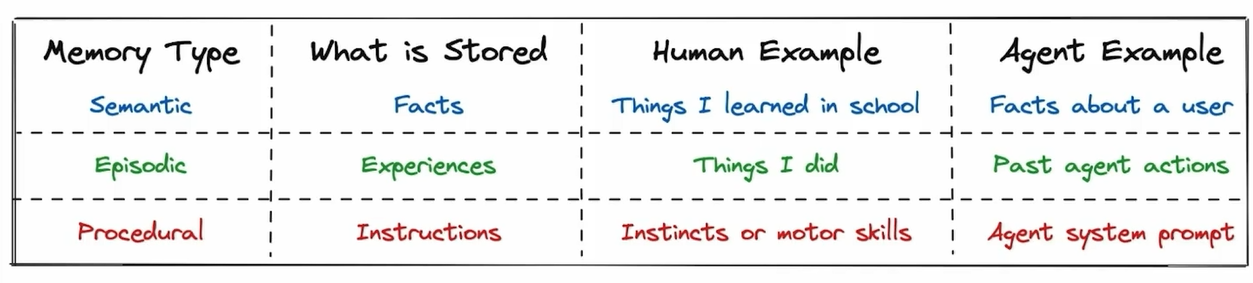 Memory Type What is Stored Human Example Agent Example
Semantic Facts Things I learned in school Facts about a user
Episodic Experiences Things I did Past agent actions
Procedural Instructions Instincts or motor skills Agent system prompt